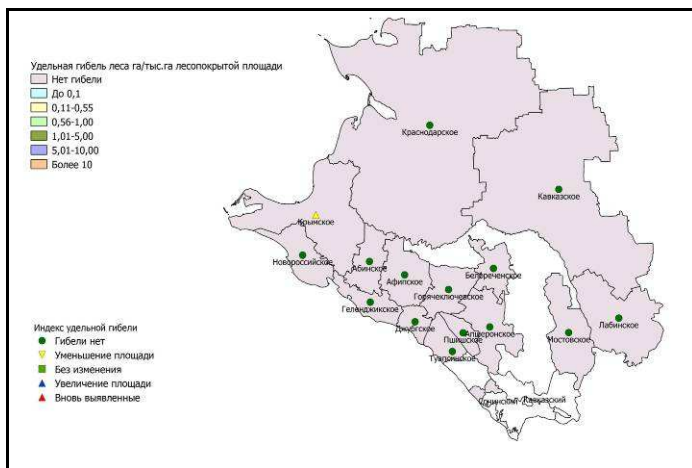 Удельная гибель леса га/тыс.га лесопокрытой площади
Нет гибели
До 0,1
0,11-0,55
0,56-1,00
1,01-5,00
5,01-10,00
Более 10
Краснодарское
Кавказское
Крымское
Новороссийское
Абинское
Афипское
Белореченское
Горячеключевское
Геленджикское
Джубгское
Апшеронское
Пшишское
Туапсинское
Мостовское
Лабинское
Кавказский
Индекс удельной гибели
Гибели нет
Уменьшение площади
Без изменения
Увеличение площади
Вновь выявленные